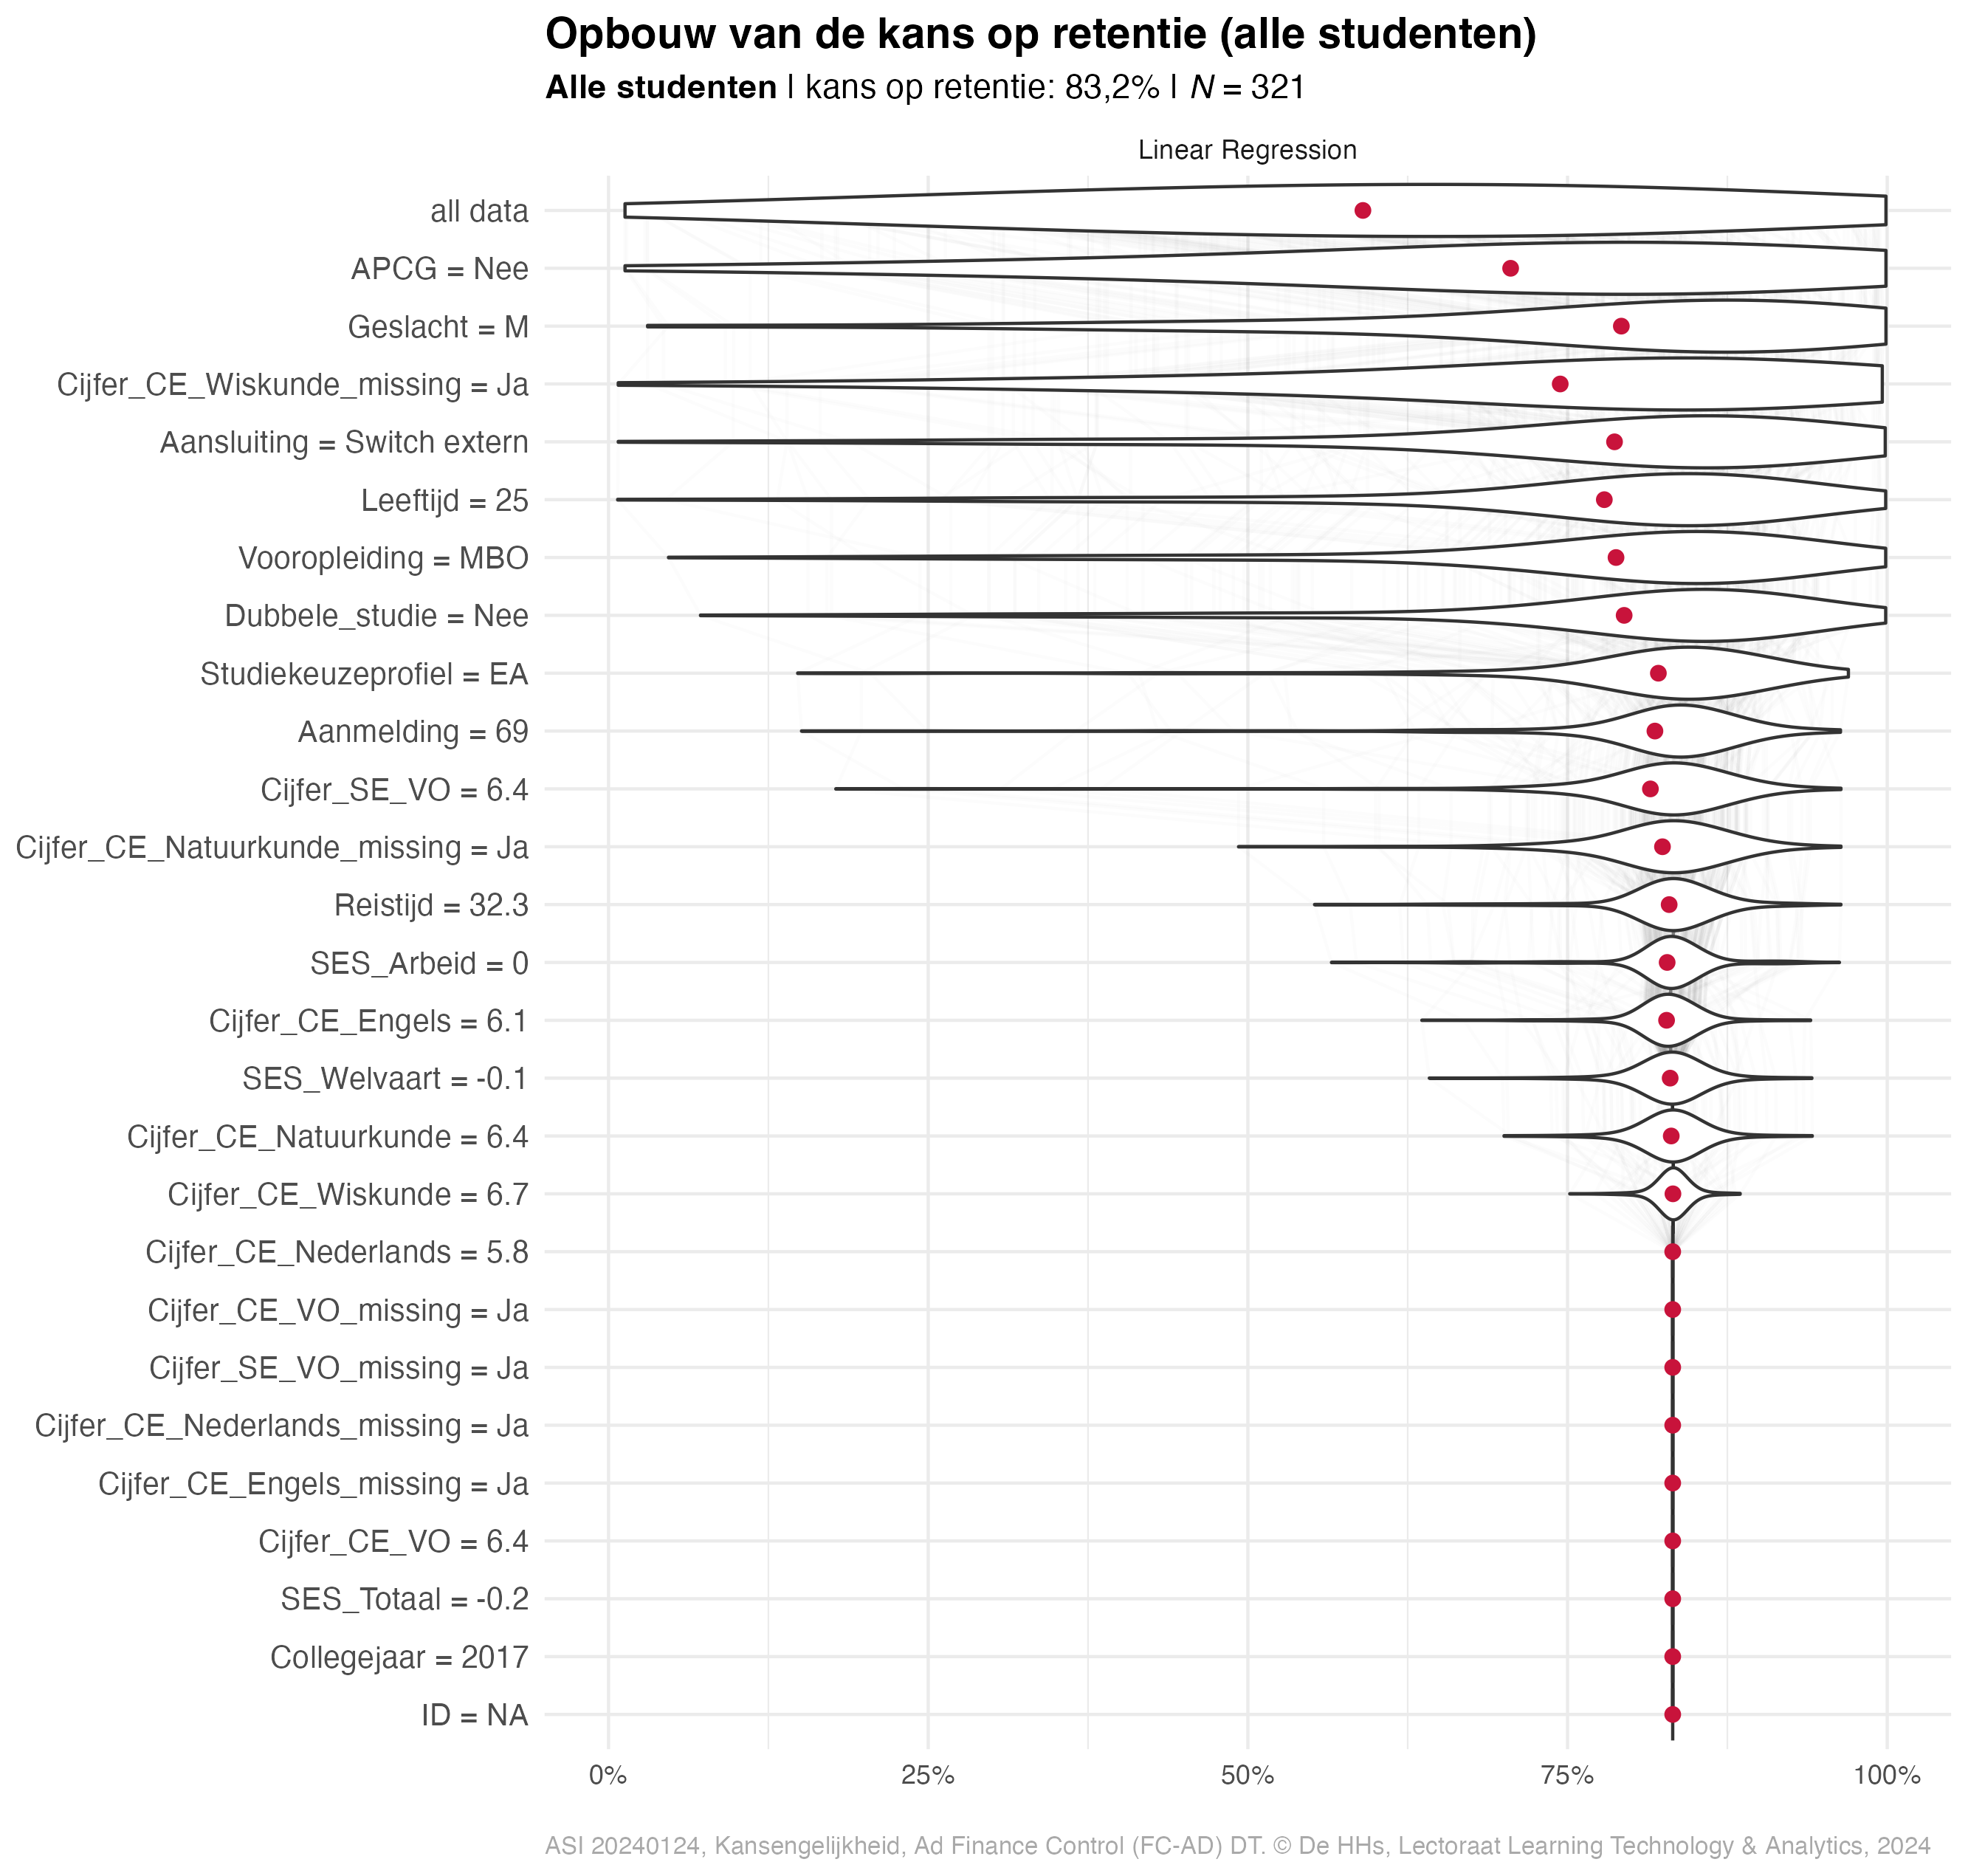 Opbouw van de kans op retentie (alle studenten)
Alle studenten | kans op retentie: 83,2% | N = 321
Linear Regression
all data
APCG = Nee
Geslacht = M
Cijfer_CE_Wiskunde_missing = Ja
Aansluiting = Switch extern
Leeftijd = 25
Vooropleiding = MBO
Dubbele_studie = Nee
Studiekeuzeprofiel = EA
Aanmelding = 69
Cijfer_SE_VO = 6.4
Cijfer_CE_Natuurkunde_missing = Ja
Reistijd = 32.3
SES_Arbeid = 0
Cijfer_CE_Engels = 6.1
SES_Welvaart = -0.1
Cijfer_CE_Natuurkunde = 6.4
Cijfer_CE_Wiskunde = 6.7
Cijfer_CE_Nederlands = 5.8
Cijfer_CE_VO_missing = Ja
Cijfer_SE_VO_missing = Ja
Cijfer_CE_Nederlands_missing = Ja
Cijfer_CE_Engels_missing = Ja
Cijfer_CE_VO = 6.4
SES_Totaal = -0.2
Collegejaar = 2017
ID = NA
0% 25% 50% 75% 100%
ASI 20240124, Kansengelijkheid, Ad Finance Control (FC-AD) DT. © De HHs, Lectoraat Learning Technology & Analytics, 2024